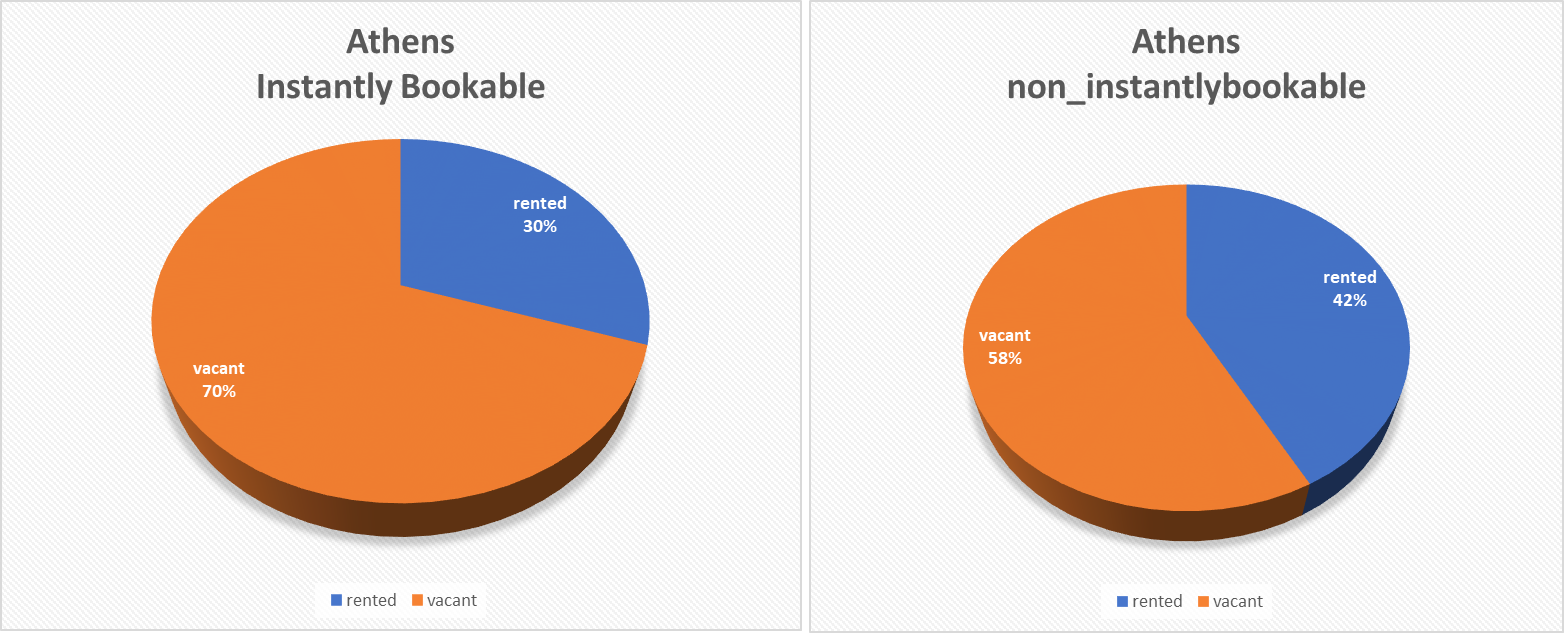 Athens
Instantly Bookable
rented
30%
vacant
70%
rented vacant
Athens
non_instantlybookable
rented
42%
vacant
58%
rented vacant